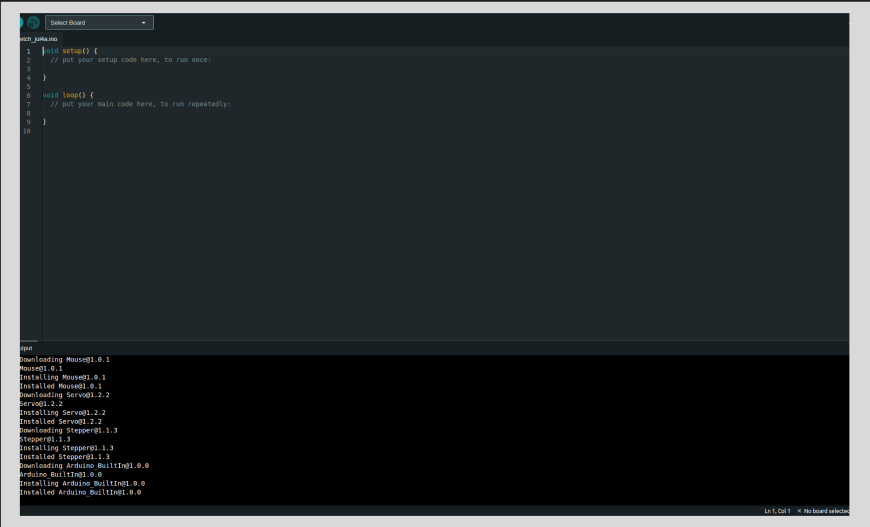 Select Board
etch_jul4a.ino
1 void setup() {
2 // put your setup code here, to run once:
3
4 }
5
6 void loop() {
7 // put your main code here, to run repeatedly:
8
9 }
10
utput
Downloading Mouse@1.0.1
Mouse@1.0.1
Installing Mouse@1.0.1
Installed Mouse@1.0.1
Downloading Servo@1.2.2
Servo@1.2.2
Installing Servo@1.2.2
Installed Servo@1.2.2
Downloading Stepper@1.1.3
Stepper@1.1.3
Installing Stepper@1.1.3
Installed Stepper@1.1.3
Downloading Arduino_BuiltIn@1.0.0
Arduino_BuiltIn@1.0.0
Installing Arduino_BuiltIn@1.0.0
Installed Arduino_BuiltIn@1.0.0
Ln 1, Col 1 × No board selected